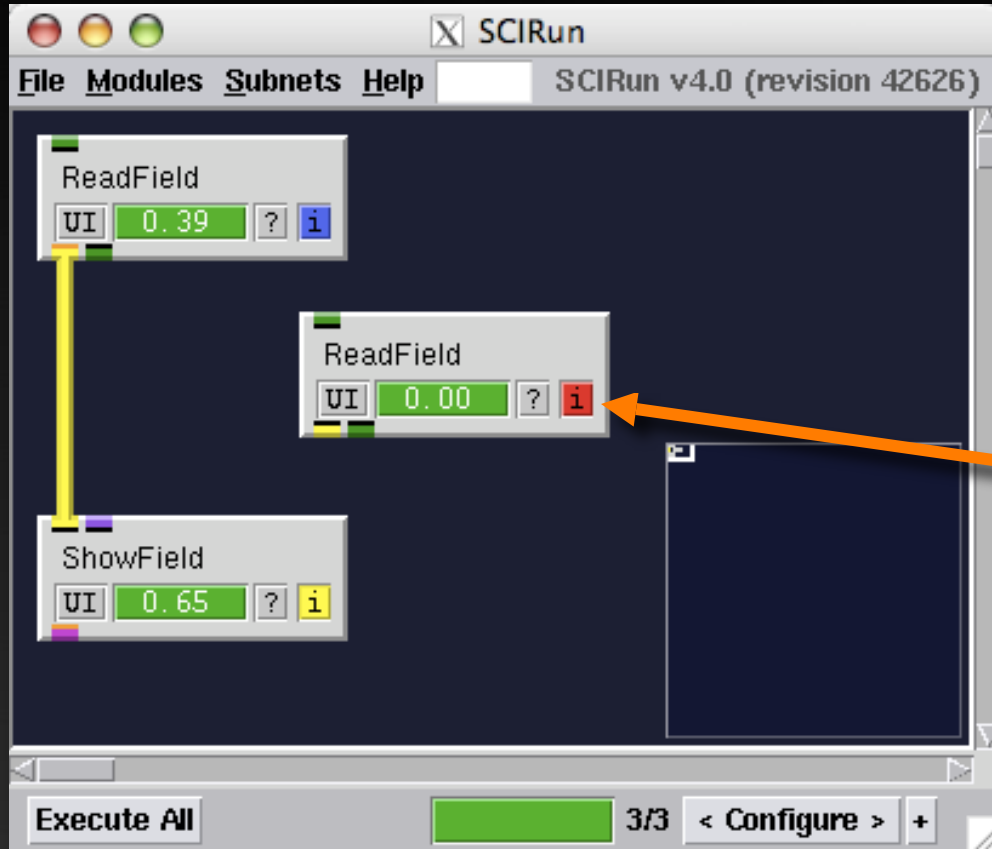 X SCIRun
File Modules Subnets Help SCIRun v4.0 (revision 42626)
ReadField
UI 0.39 ? i
ReadField
UI 0.00 ? i
ShowField
UI 0.65 ? i
Execute All 3/3 < Configure > +